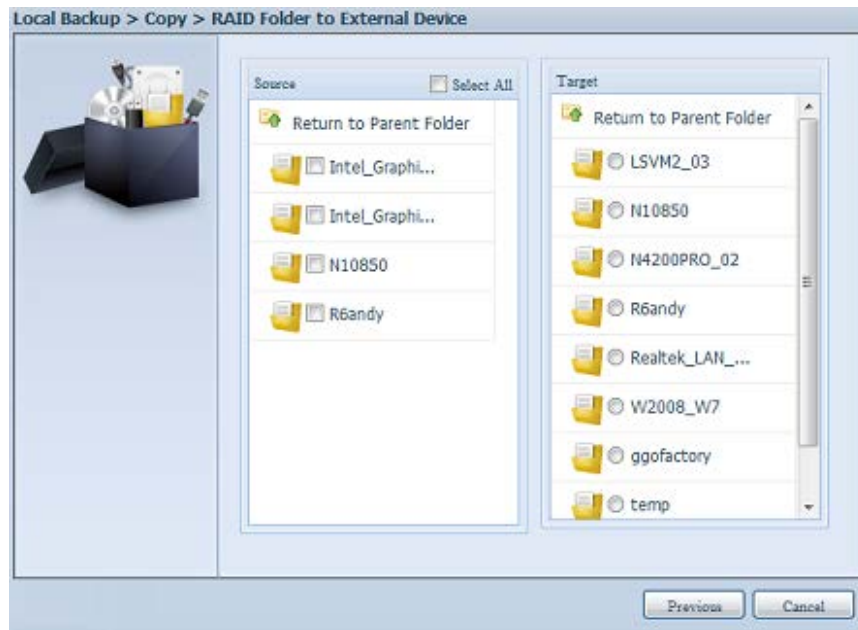 Local Backup > Copy > RAID Folder to External Device
Source
Select All
Return to Parent Folder
Intel_Graphi...
Intel_Graphi...
N10850
R6andy
Target
Return to Parent Folder
LSVM2_03
N10850
N4200PRO_02
R6andy
Realtek_LAN_...
W2008_W7
ggofactory
temp
Previous
Cancel